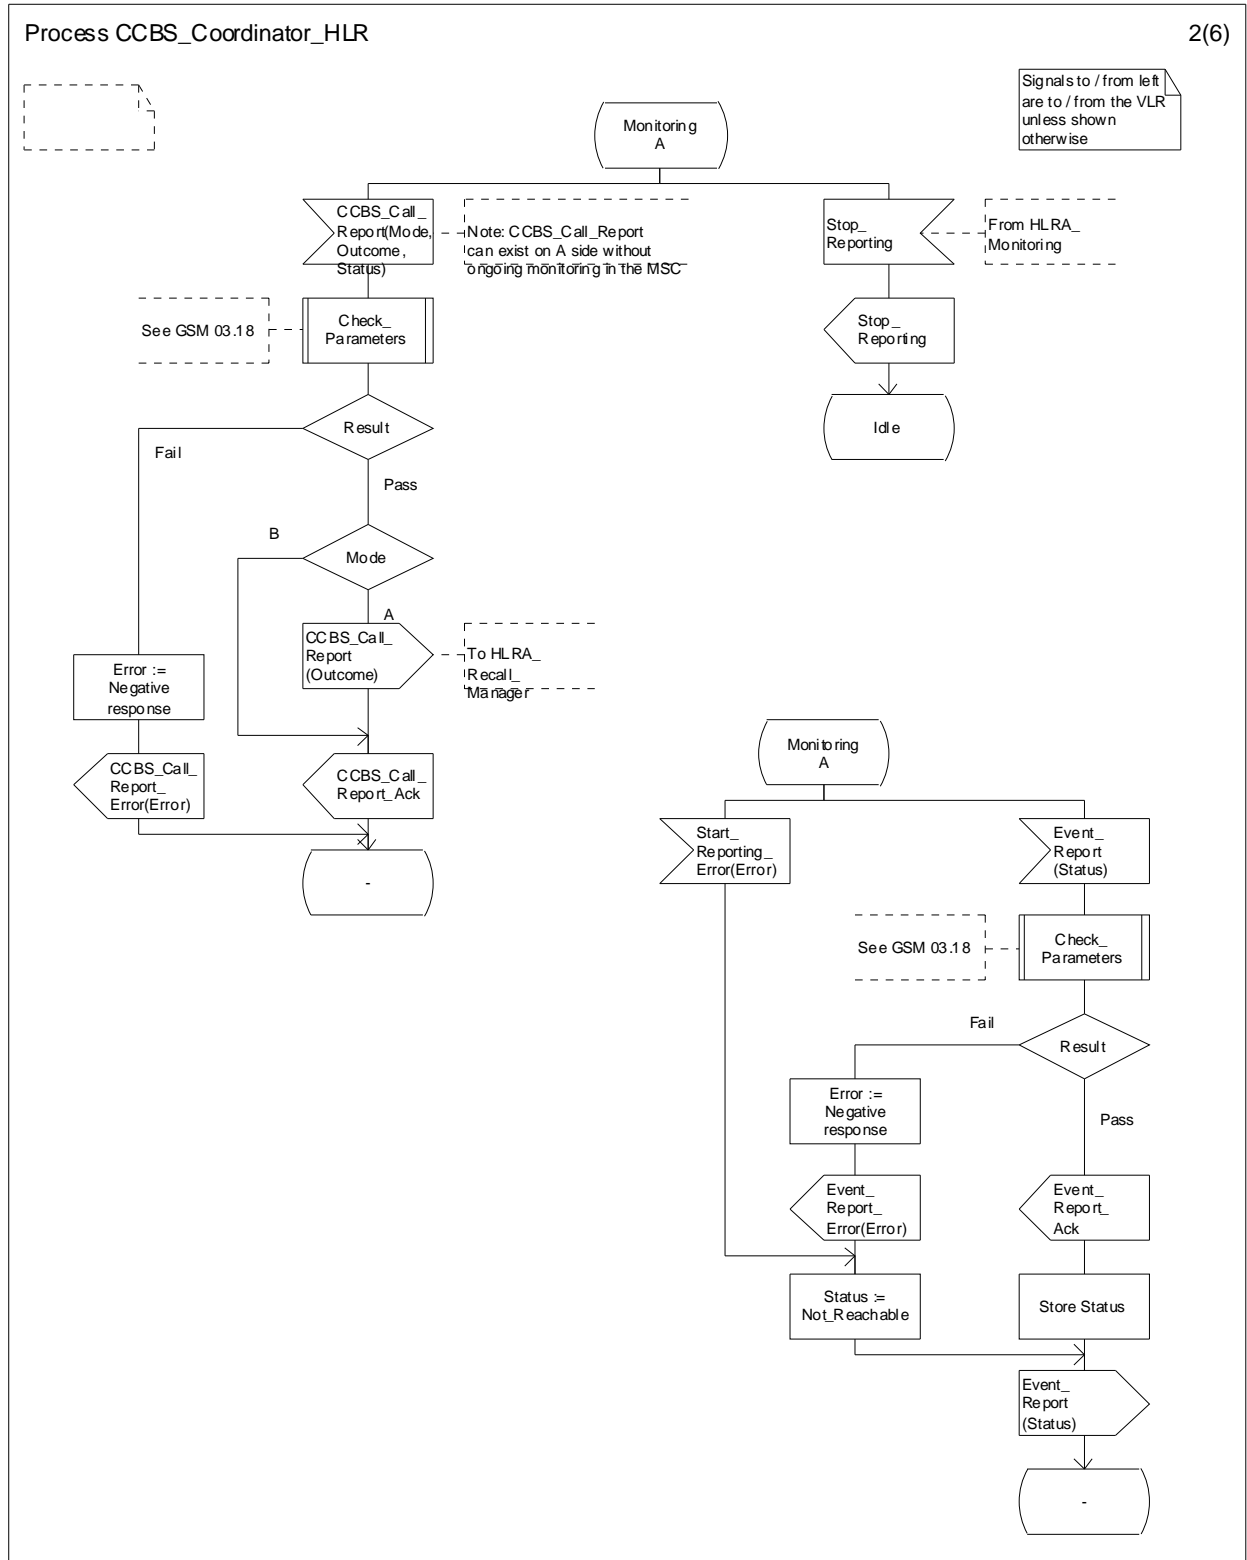 Process CCBS_Coordinator_HLR
2(6)
Signals to / from left
are to / from the VLR
unless shown
otherwise
Monitoring
A
CCBS_Call_
Report(Mode,
Outcome,
Status)
Note: CCBS_Call_Report
can exist on A side without
ongoing monitoring in the MSC
Stop_
Reporting
From HLRA_
Monitoring
See GSM 03.18
Check_
Parameters
Stop_
Reporting
Result
Idle
Fail
Pass
B
Mode
A
CCBS_Call_
Report
(Outcome)
To HLRA_
Recall_
Manager
Error :=
Negative
response
CCBS_Call_
Report_
Error(Error)
CCBS_Call_
Report_Ack
-
Monitoring
A
Start_
Reporting_
Error(Error)
Event_
Report
(Status)
See GSM 03.18
Check_
Parameters
Fail
Result
Error :=
Negative
response
Pass
Event_
Report_
Error(Error)
Event_
Report_
Ack
Status :=
Not_Reachable
Store Status
Event_
Report
(Status)
-